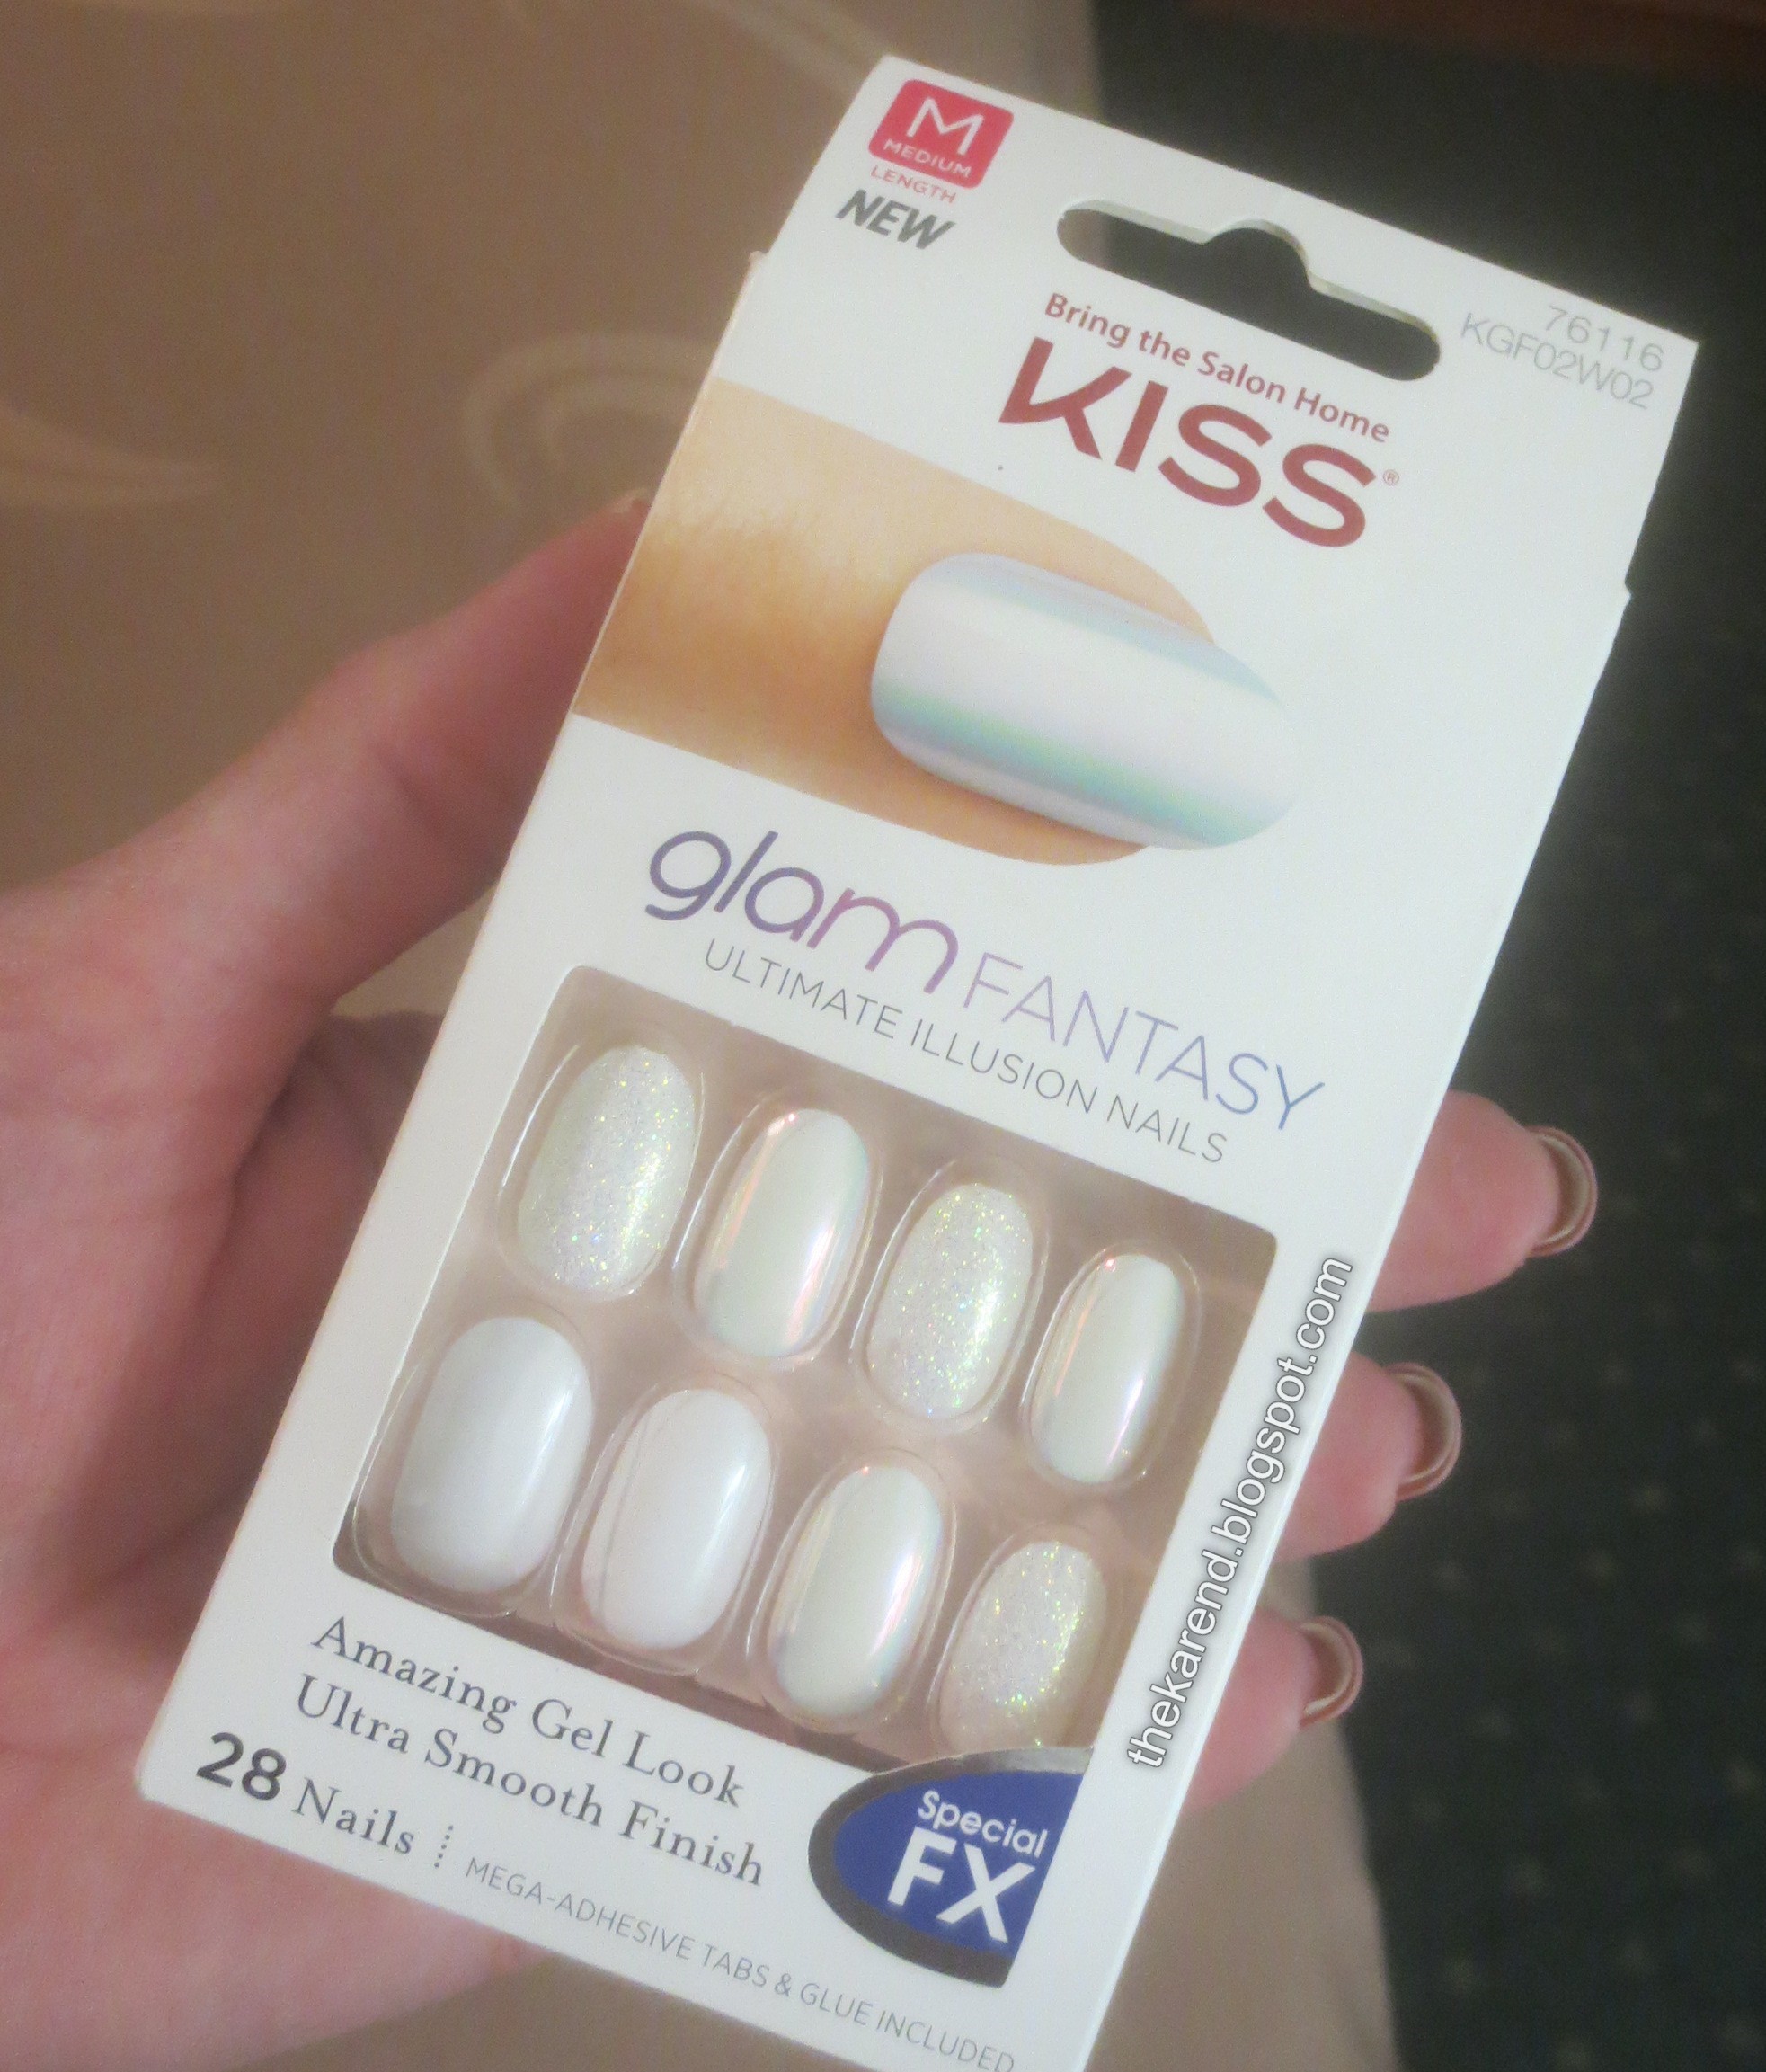 M
MEDIUM
LENGTH
NEW
76116
KGF02W02
Bring the Salon Home
KISS®
glam FANTASY
ULTIMATE ILLUSION NAILS
Amazing Gel Look
Ultra Smooth Finish
28 Nails
MEGA-ADHESIVE TABS & GLUE INCLUDED
Special
FX
thekarend.blogspot.com